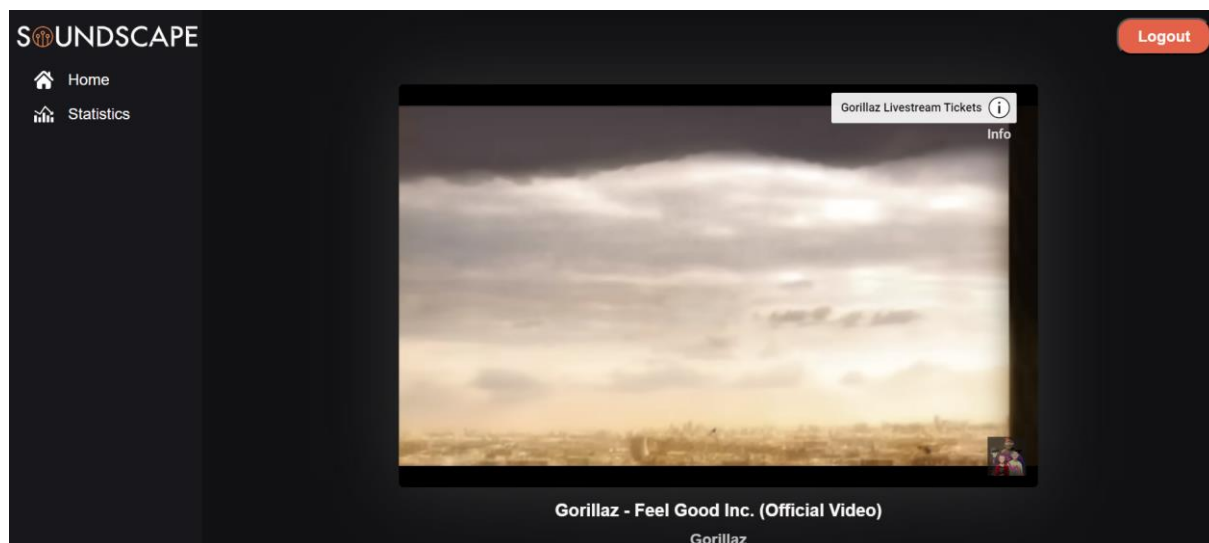 SOUNDSCAPE
Logout
Home
Statistics
Gorillaz Livestream Tickets
Info
Gorillaz - Feel Good Inc. (Official Video)
Gorillaz